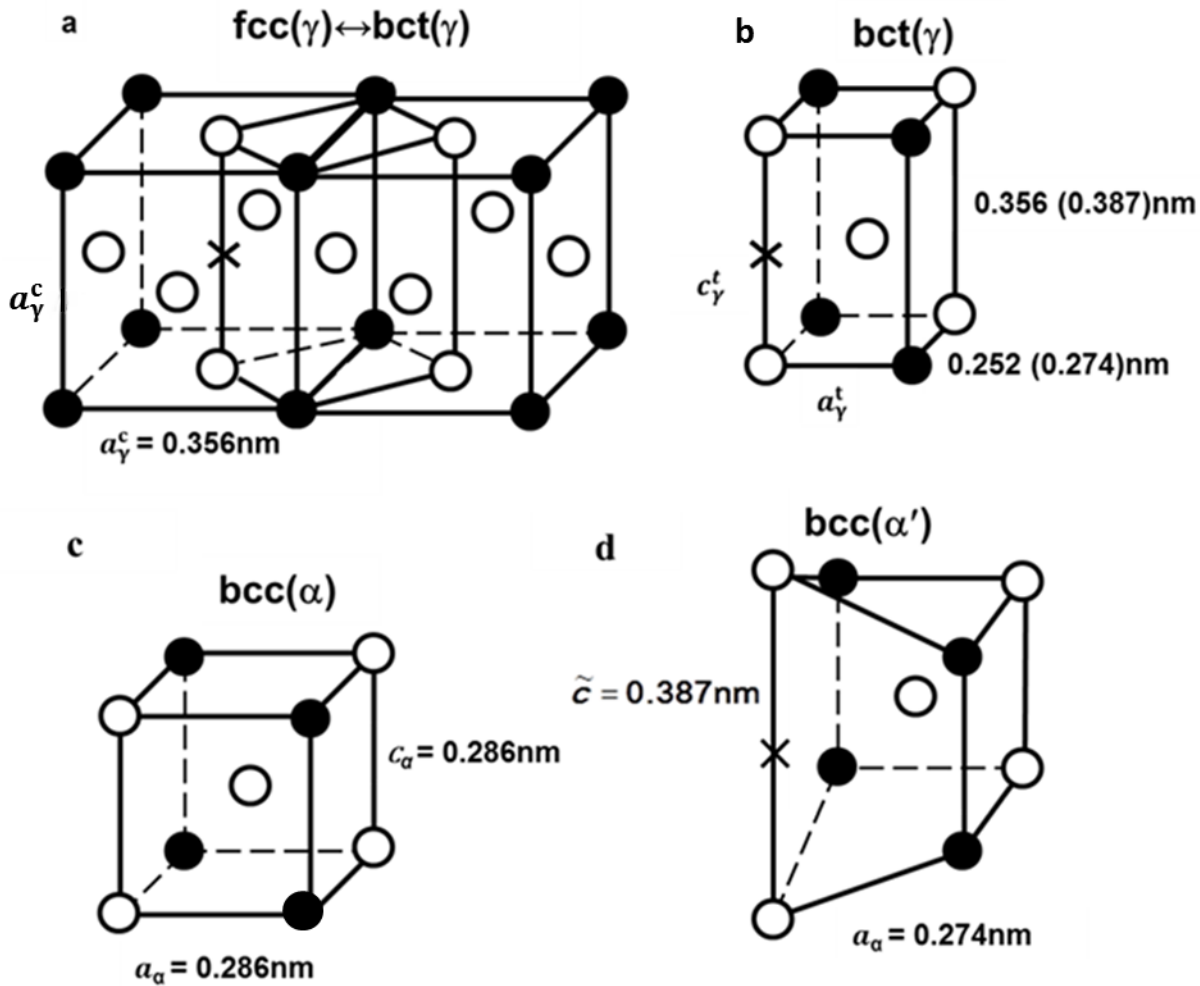 a
fcc(γ)↔bct(γ)
b
bct(γ)
0.356 (0.387)nm
c^t_γ
a^c_γ
0.252 (0.274)nm
a^t_γ
a^c_γ = 0.356nm
c
bcc(α)
d
bcc(α′)
c̃ = 0.387nm
c_α = 0.286nm
a_α = 0.274nm
a_α = 0.286nm